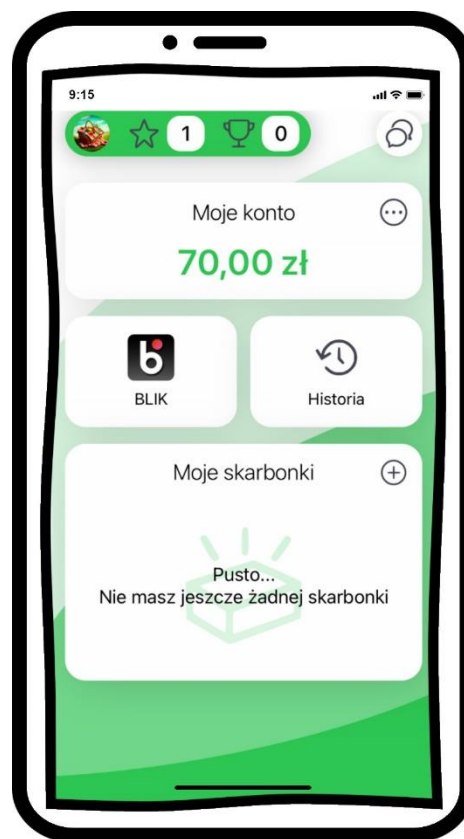 9:15
1 0
Moje konto
70,00 zł
BLIK Historia
Moje skarbonki
Pusto...
Nie masz jeszcze żadnej skarbonki